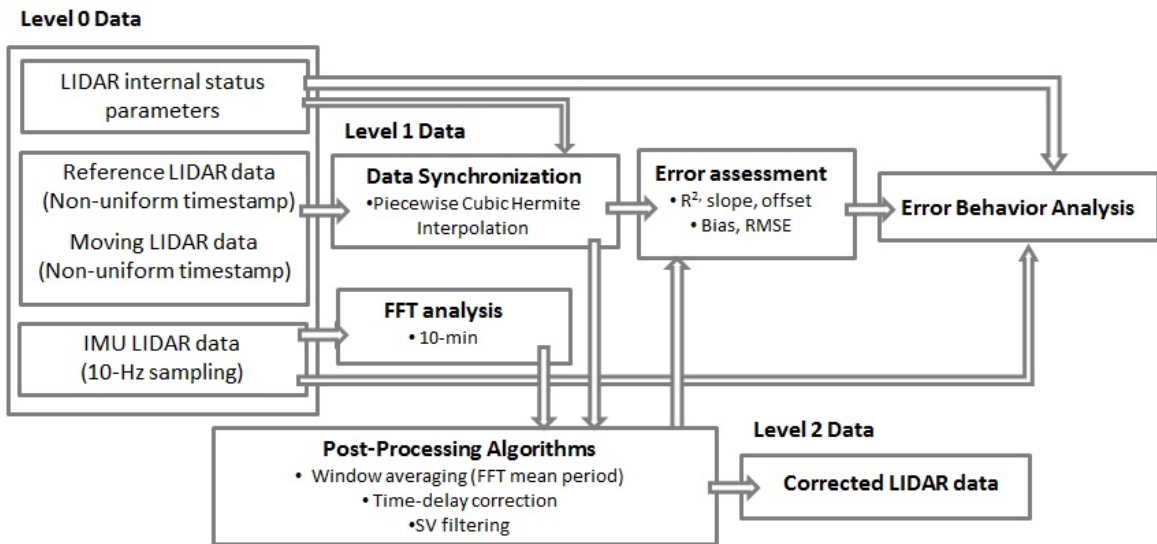 Level 0 Data
LIDAR internal status
parameters
Reference LIDAR data
(Non-uniform timestamp)
Moving LIDAR data
(Non-uniform timestamp)
IMU LIDAR data
(10-Hz sampling)
Level 1 Data
Data Synchronization
•Piecewise Cubic Hermite
Interpolation
FFT analysis
• 10-min
Error assessment
• R², slope, offset
• Bias, RMSE
Error Behavior Analysis
Post-Processing Algorithms
• Window averaging (FFT mean period)
•Time-delay correction
•SV filtering
Level 2 Data
Corrected LIDAR data